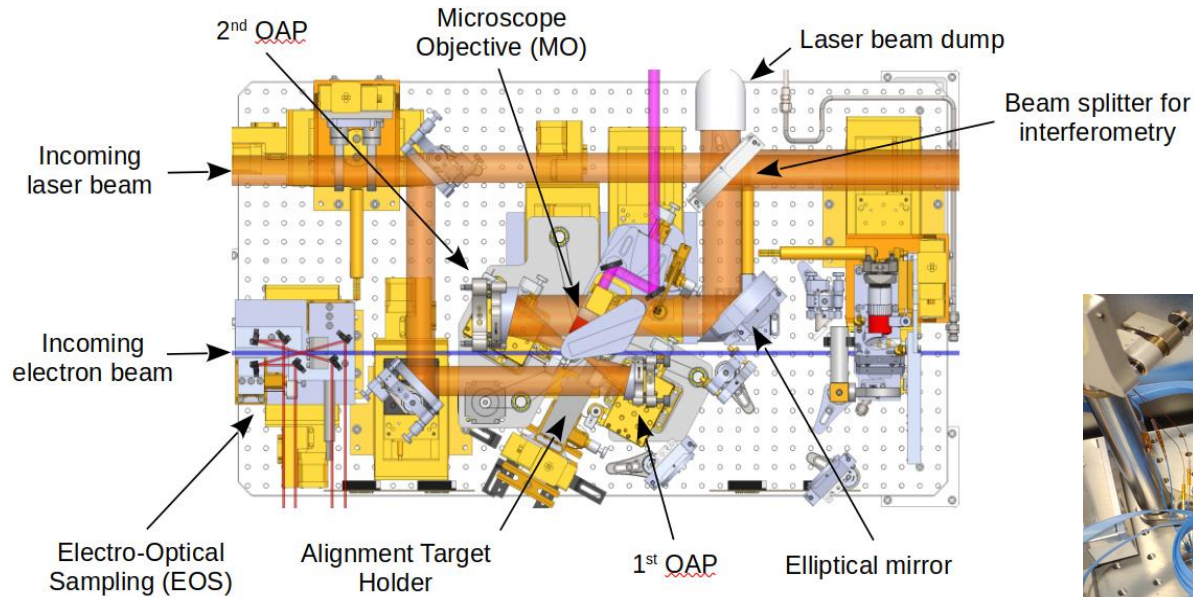 2nd OAP
Microscope
Objective (MO)
Laser beam dump
Beam splitter for
interferometry
Incoming
laser beam
Incoming
electron beam
Electro-Optical
Sampling (EOS)
Alignment Target
Holder
1st OAP
Elliptical mirror